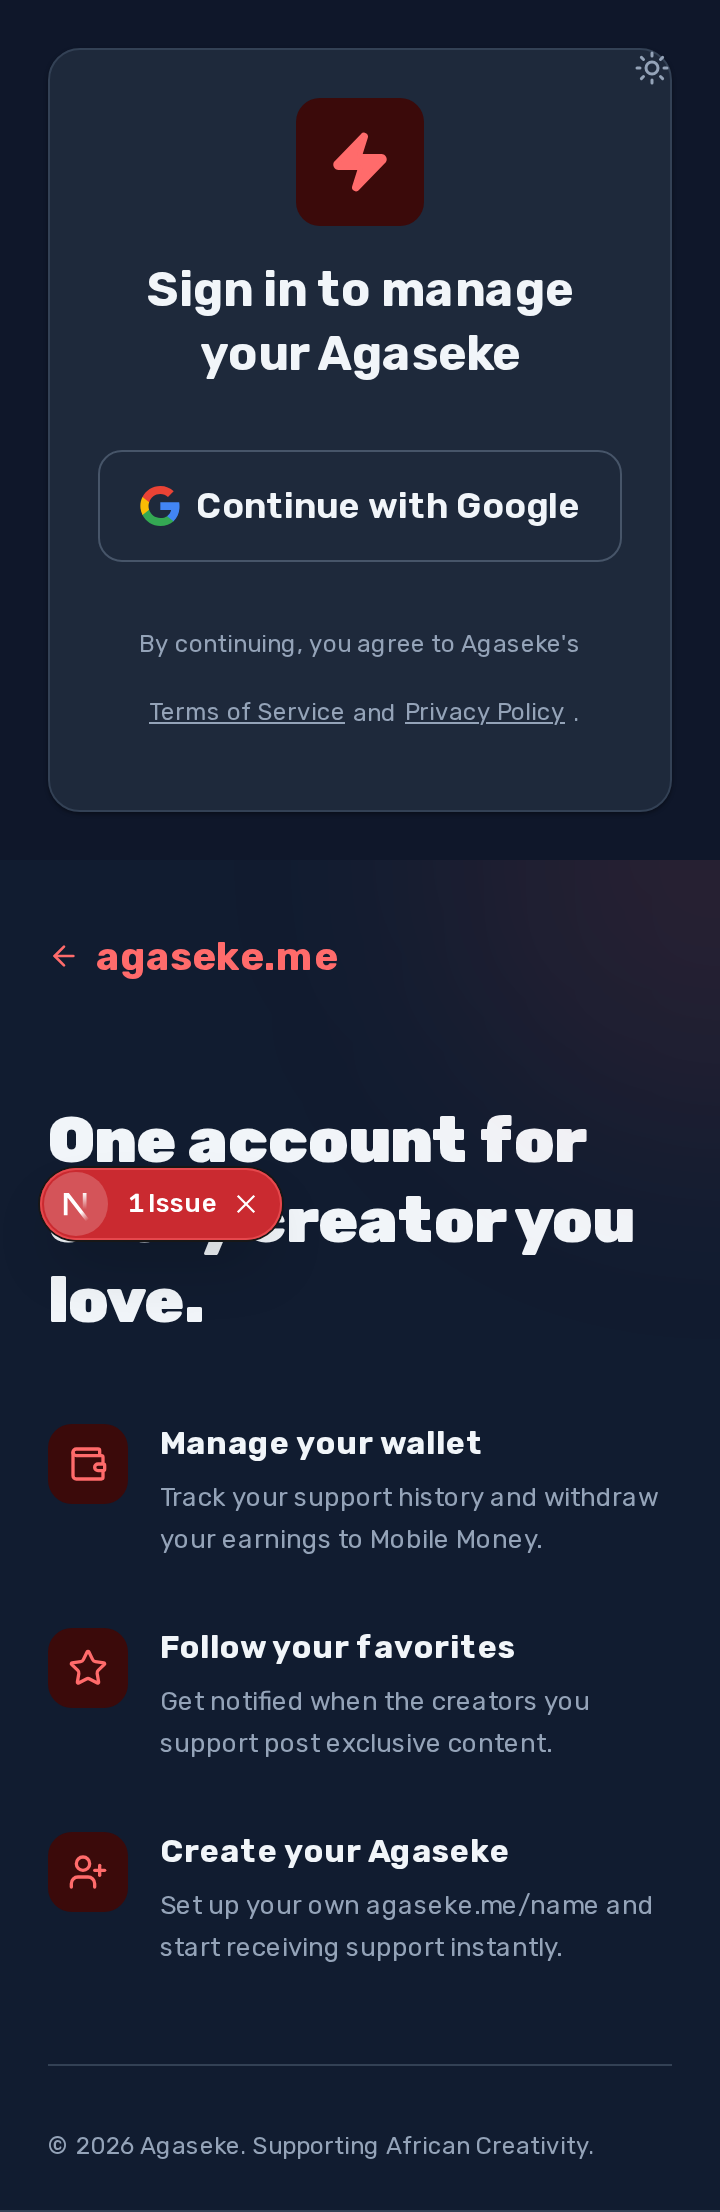 Sign in to manage
your Agaseke
Continue with Google
By continuing, you agree to Agaseke's
Terms of Service and Privacy Policy .
agaseke.me
One account for
creator you
love.
N 1 Issue
Manage your wallet
Track your support history and withdraw
your earnings to Mobile Money.
Follow your favorites
Get notified when the creators you
support post exclusive content.
Create your Agaseke
Set up your own agaseke.me/name and
start receiving support instantly.
© 2026 Agaseke. Supporting African Creativity.